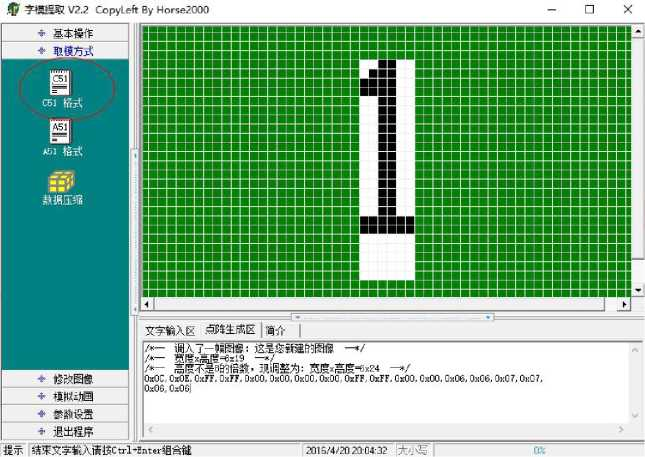 字模提取 V2.2 CopyLeft By Horse2000
基本操作
取模方式
C51
C51 格式
A51
A51 格式
数据压缩
修改图像
模拟动画
参数设置
退出程序
文字输入区 点阵生成区 简介
/*— 调入了一幅图像：这是您新建的图像 —*/
/*— 宽度x高度=6x19 —*/
/*— 高度不是8的倍数，现调整为：宽度x高度=6x24 —*/
0x0C,0x0E,0xFF,0xFF,0x00,0x00,0x00,0x00,0xFF,0xFF,0x00,0x00,0x06,0x06,0x07,0x07,
0x06,0x06
提示 结束文字输入请按Ctrl+Enter组合键 2016/4/20 20:04:32 大小写 0%